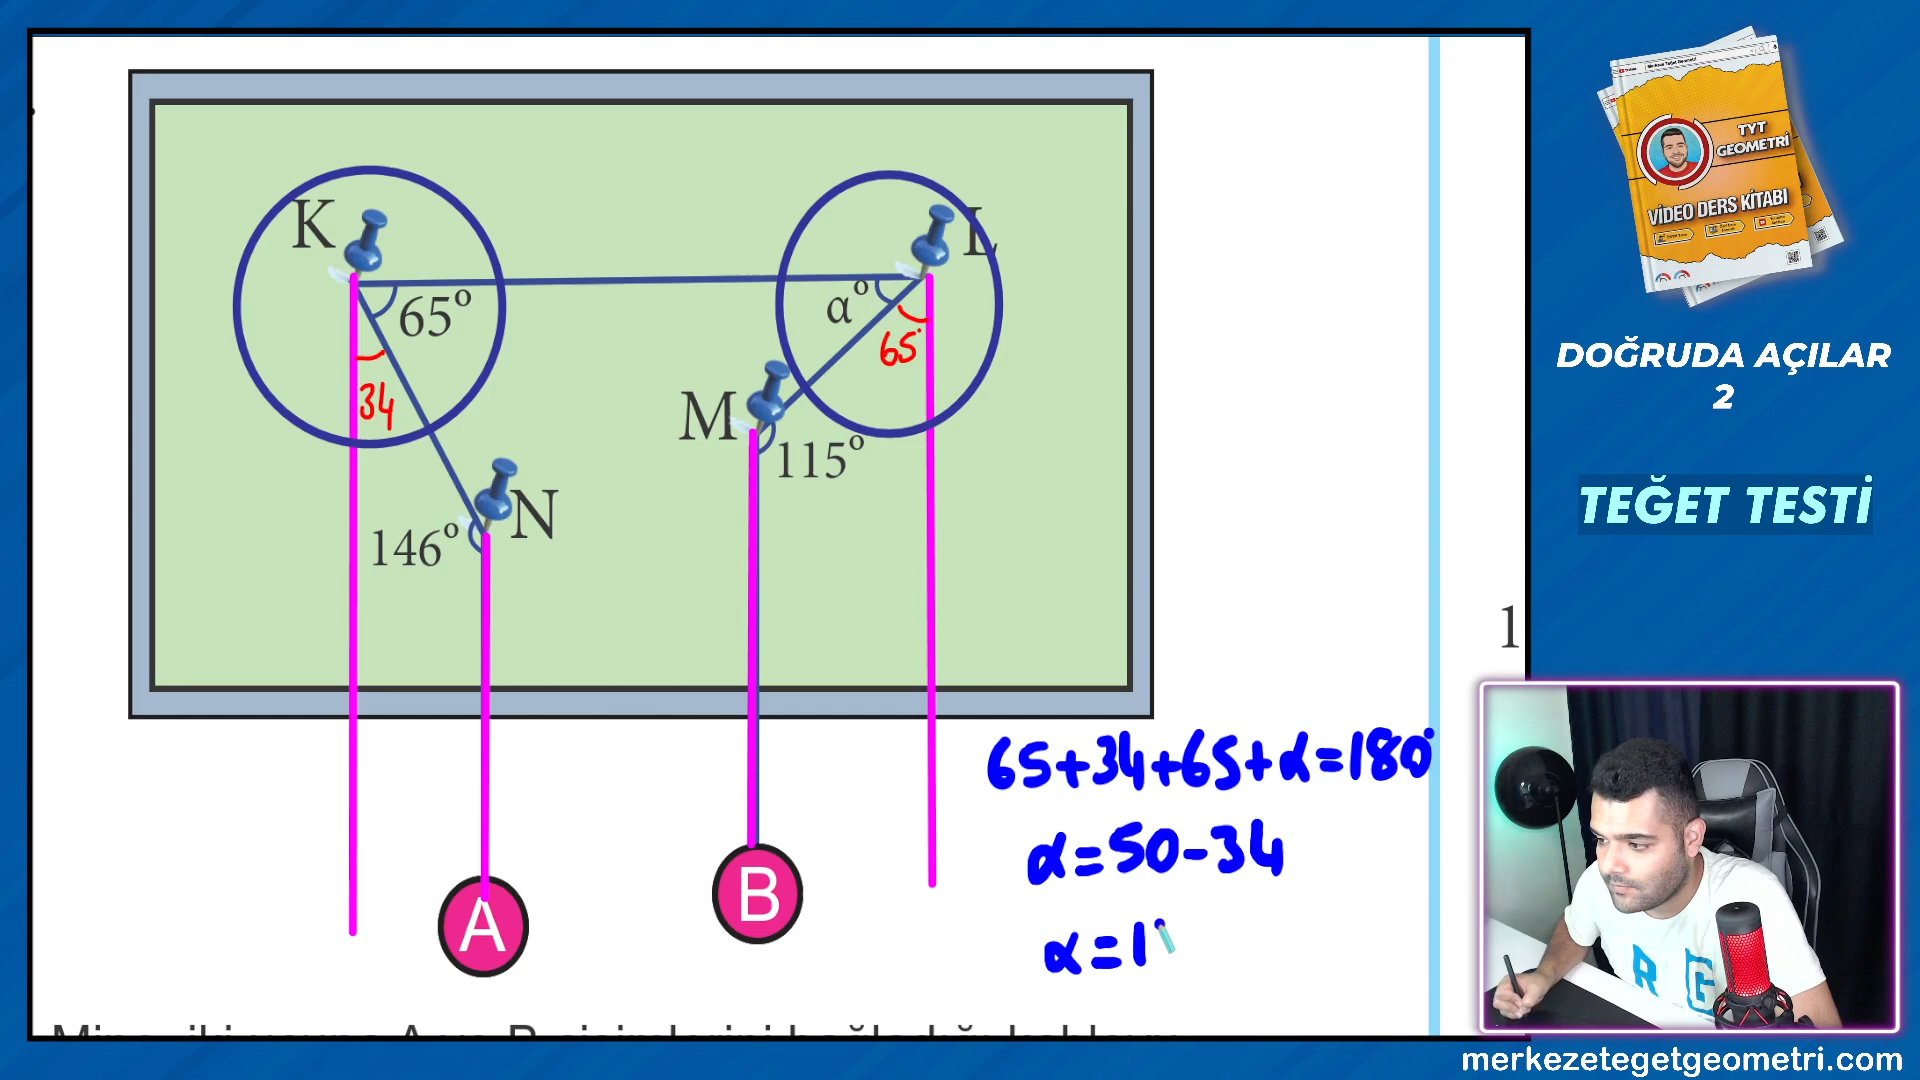 K
L
65°
α°
65°
34
M
115°
N
146°
A
B
65+34+65+α=180°
α=50-34
α=1
1
TYT
GEOMETRİ
VİDEO DERS KİTABI
DOĞRUDA AÇILAR
2
TEĞET TESTİ
R G
merkezetegetgeometri.com